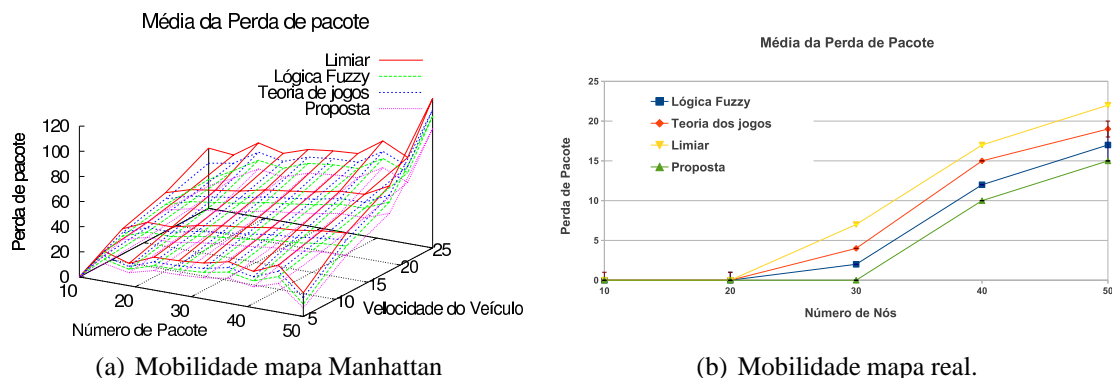 Média da Perda de pacote
Limiar
Lógica Fuzzy
Teoria de jogos
Proposta
Perda de pacote
120
100
80
60
40
20
0
10
20
30
40
50
Número de Pacote
5
10
15
20
25
Velocidade do Veículo
(a) Mobilidade mapa Manhattan
Média da Perda de Pacote
Lógica Fuzzy
Teoria dos jogos
Limiar
Proposta
Perda de Pacote
25
20
15
10
5
0
10
20
30
40
50
Número de Nós
(b) Mobilidade mapa real.